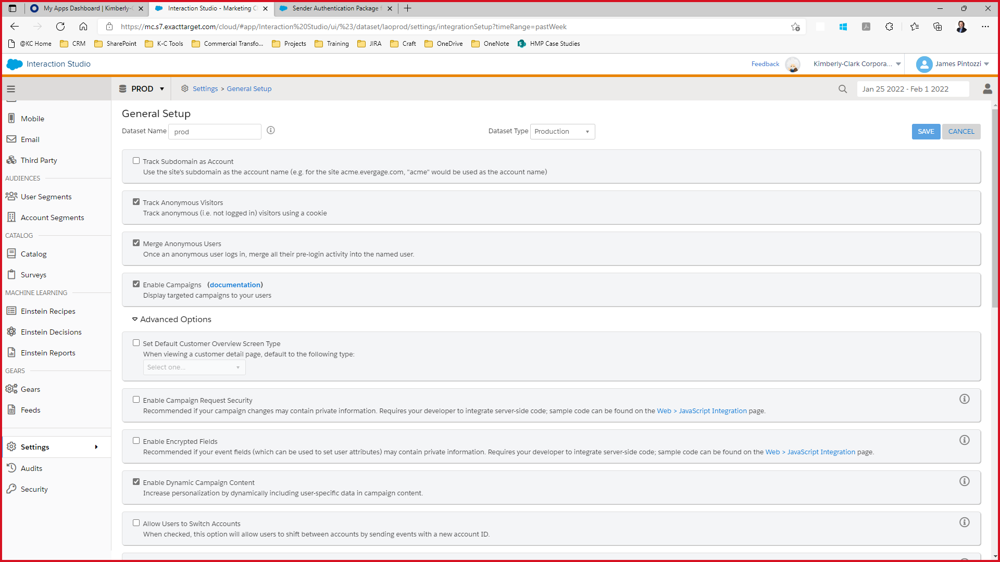 My Apps Dashboard | Kimberly-C
Interaction Studio - Marketing Cl
Sender Authentication Package f
https://mc.s7.exacttarget.com/cloud/#app/Interaction%20Studio/ui/%23/dataset/laoprod/settings/integrationSetup?timeRange=pastWeek
@KC Home
CRM
SharePoint
K-C Tools
Commercial Transfo...
Projects
Training
JIRA
Craft
OneDrive
OneNote
HMP Case Studies
Interaction Studio
Feedback
Kimberly-Clark Corpora...
James Pintozzi
PROD
Settings > General Setup
Jan 25 2022 - Feb 1 2022
Mobile
Email
Third Party
AUDIENCES
User Segments
Account Segments
CATALOG
Catalog
Surveys
MACHINE LEARNING
Einstein Recipes
Einstein Decisions
Einstein Reports
GEARS
Gears
Feeds
Settings
Audits
Security
General Setup
Dataset Name
prod
Dataset Type
Production
SAVE
CANCEL
Track Subdomain as Account
Use the site's subdomain as the account name (e.g. for the site acme.evergage.com, "acme" would be used as the account name)
Track Anonymous Visitors
Track anonymous (i.e. not logged in) visitors using a cookie
Merge Anonymous Users
Once an anonymous user logs in, merge all their pre-login activity into the named user.
Enable Campaigns (documentation)
Display targeted campaigns to your users
Advanced Options
Set Default Customer Overview Screen Type
When viewing a customer detail page, default to the following type:
Select one...
Enable Campaign Request Security
Recommended if your campaign changes may contain private information. Requires your developer to integrate server-side code; sample code can be found on the Web > JavaScript Integration page.
Enable Encrypted Fields
Recommended if your event fields (which can be used to set user attributes) may contain private information. Requires your developer to integrate server-side code; sample code can be found on the Web > JavaScript Integration page.
Enable Dynamic Campaign Content
Increase personalization by dynamically including user-specific data in campaign content.
Allow Users to Switch Accounts
When checked, this option will allow users to shift between accounts by sending events with a new account ID.